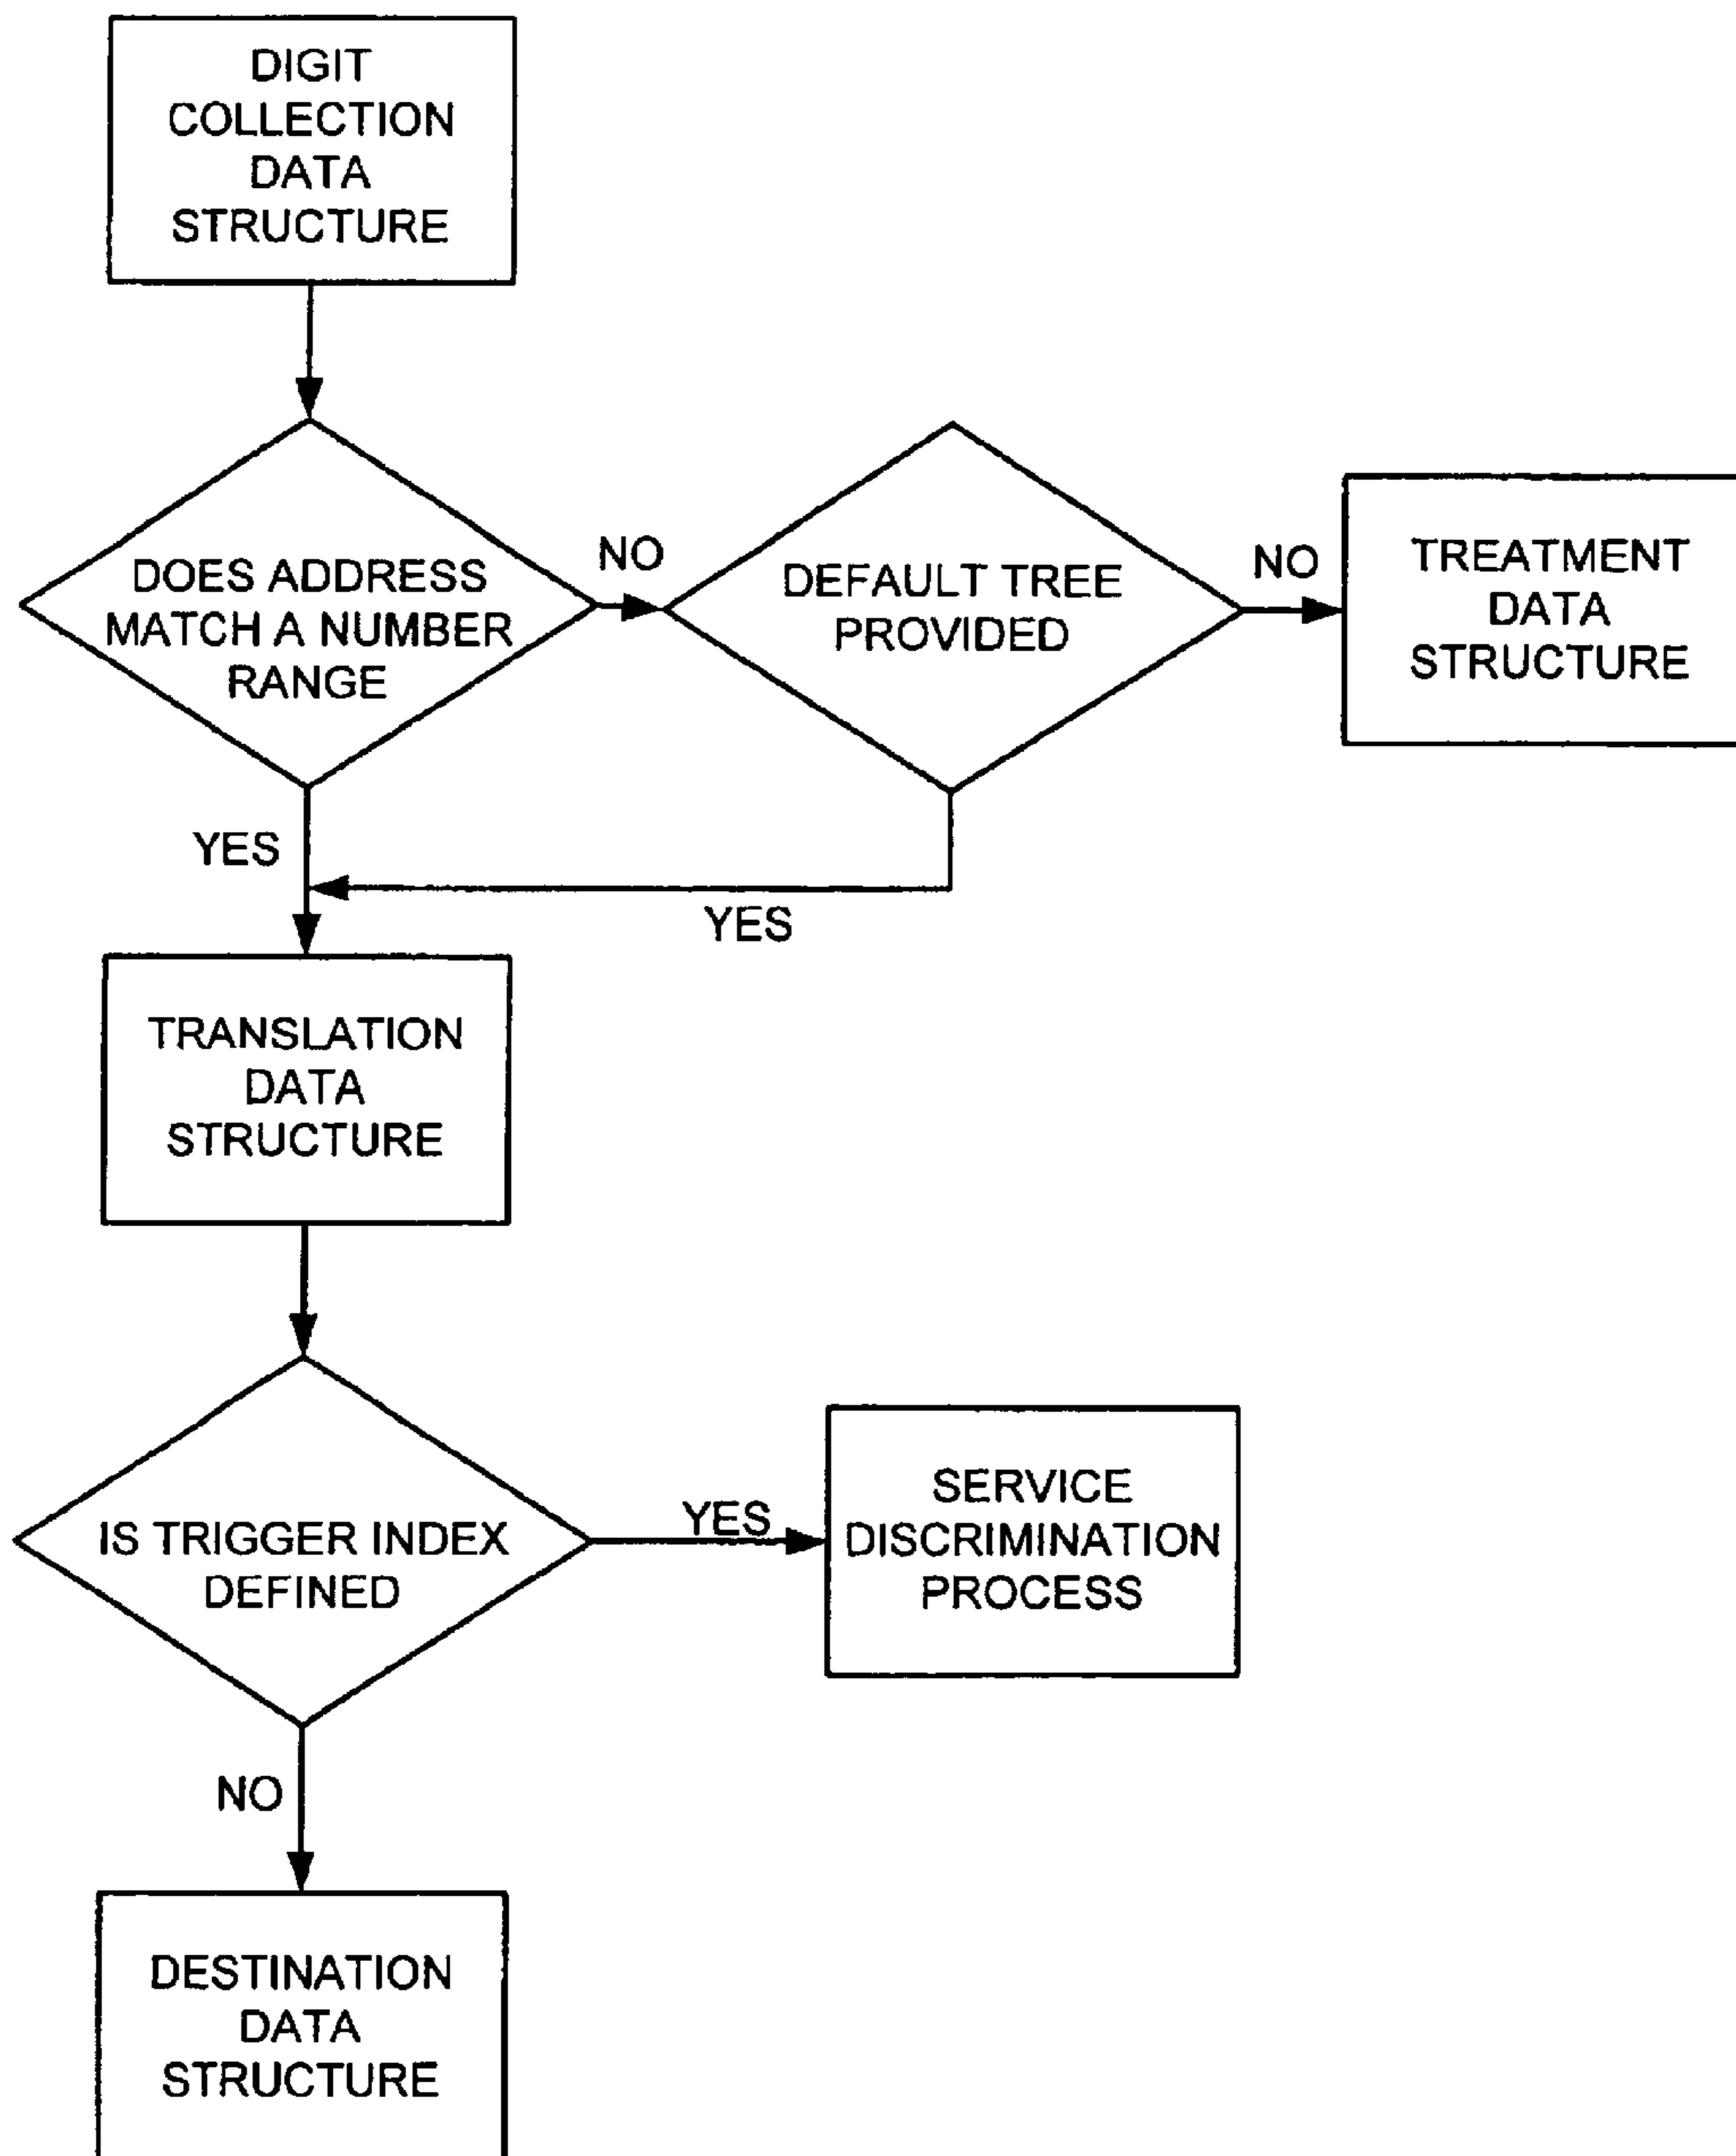 DIGIT
COLLECTION
DATA
STRUCTURE
DOES ADDRESS
MATCH A NUMBER
RANGE
NO
DEFAULT TREE
PROVIDED
NO
TREATMENT
DATA
STRUCTURE
YES
YES
TRANSLATION
DATA
STRUCTURE
IS TRIGGER INDEX
DEFINED
YES
SERVICE
DISCRIMINATION
PROCESS
NO
DESTINATION
DATA
STRUCTURE